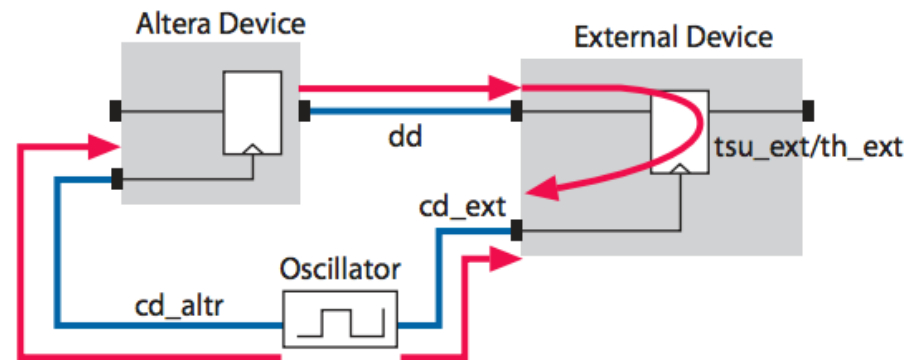 Altera Device
External Device
dd
tsu_ext/th_ext
cd_ext
Oscillator
cd_altr